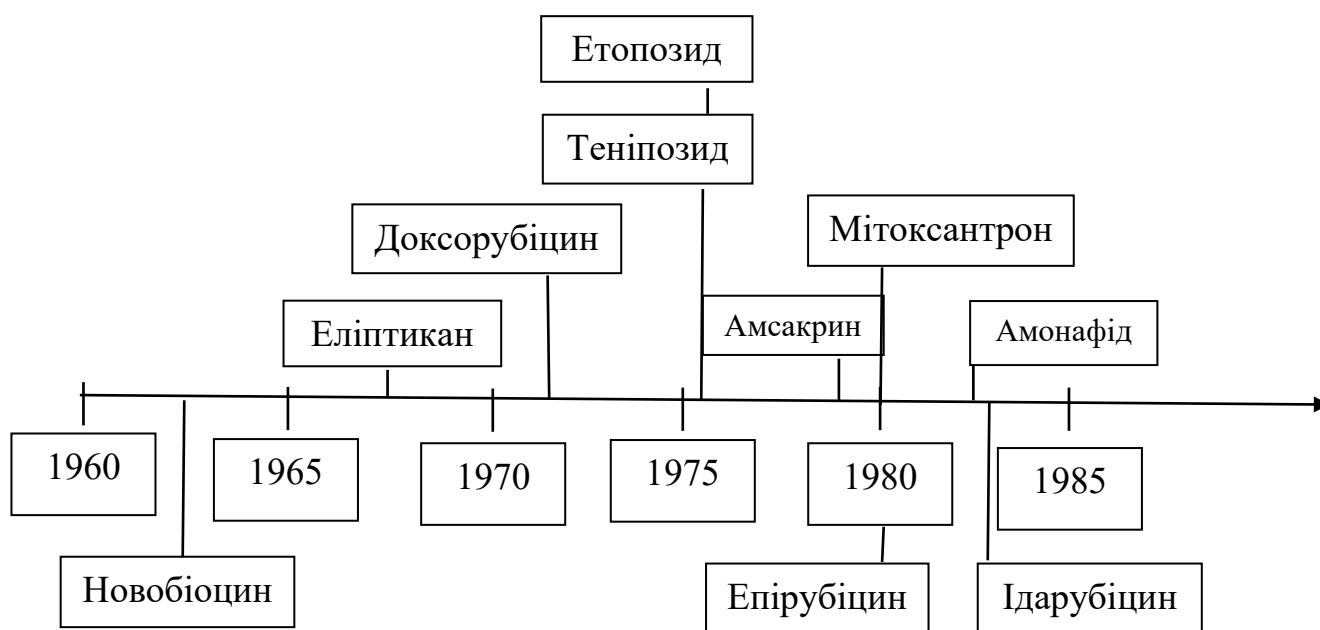 Етопозид
Теніпозид
Доксорубіцин
Мітоксантрон
Еліптикан
Амсакрин
Амонафід
1960
1965
1970
1975
1980
1985
Новобіоцин
Епірубіцин
Ідарубіцин